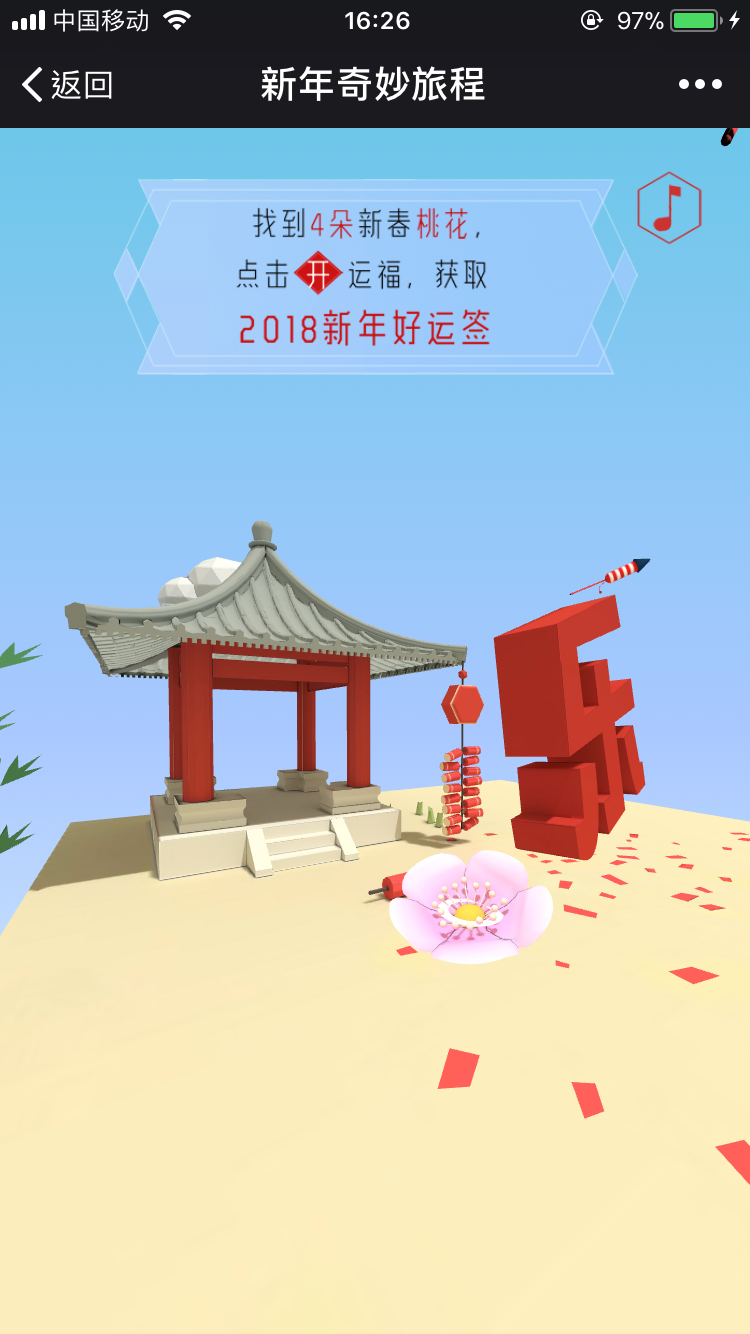 中国移动 16:26 97%
返回 新年奇妙旅程
找到4朵新春桃花,
点击开运福,获取
2018新年好运签
乐